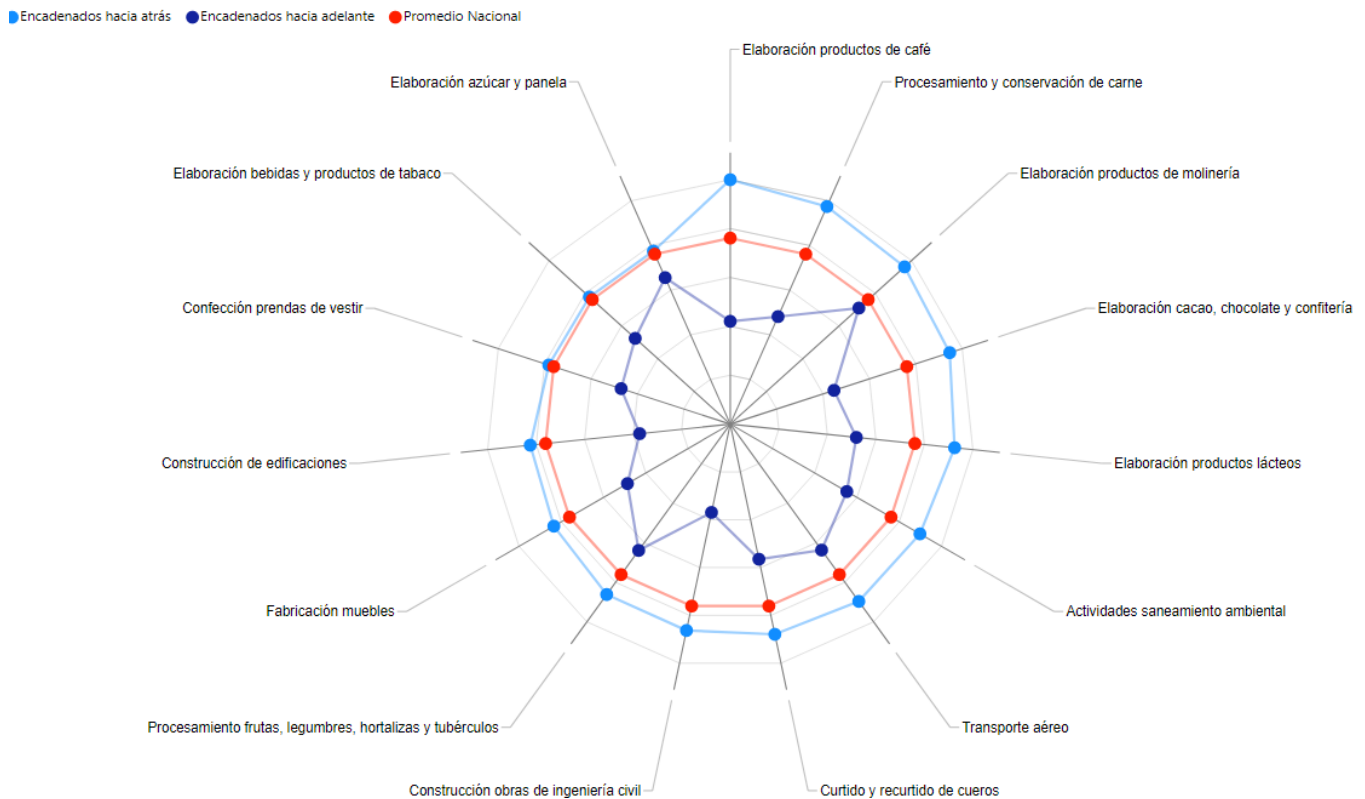 Encadenados hacia atrás Encadenados hacia adelante Promedio Nacional
Elaboración productos de café
Elaboración azúcar y panela
Procesamiento y conservación de carne
Elaboración bebidas y productos de tabaco
Elaboración productos de molinería
Confección prendas de vestir
Elaboración cacao, chocolate y confitería
Construcción de edificaciones
Elaboración productos lácteos
Fabricación muebles
Actividades saneamiento ambiental
Procesamiento frutas, legumbres, hortalizas y tubérculos
Transporte aéreo
Construcción obras de ingeniería civil
Curtido y recurtido de cueros